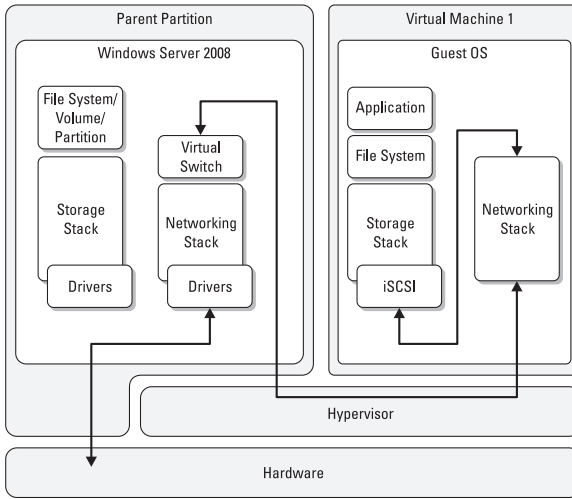 Parent Partition
Windows Server 2008
File System/
Volume/
Partition
Storage
Stack
Drivers
Virtual
Switch
Networking
Stack
Drivers
Virtual Machine 1
Guest OS
Application
File System
Storage
Stack
iSCSI
Networking
Stack
Hypervisor
Hardware